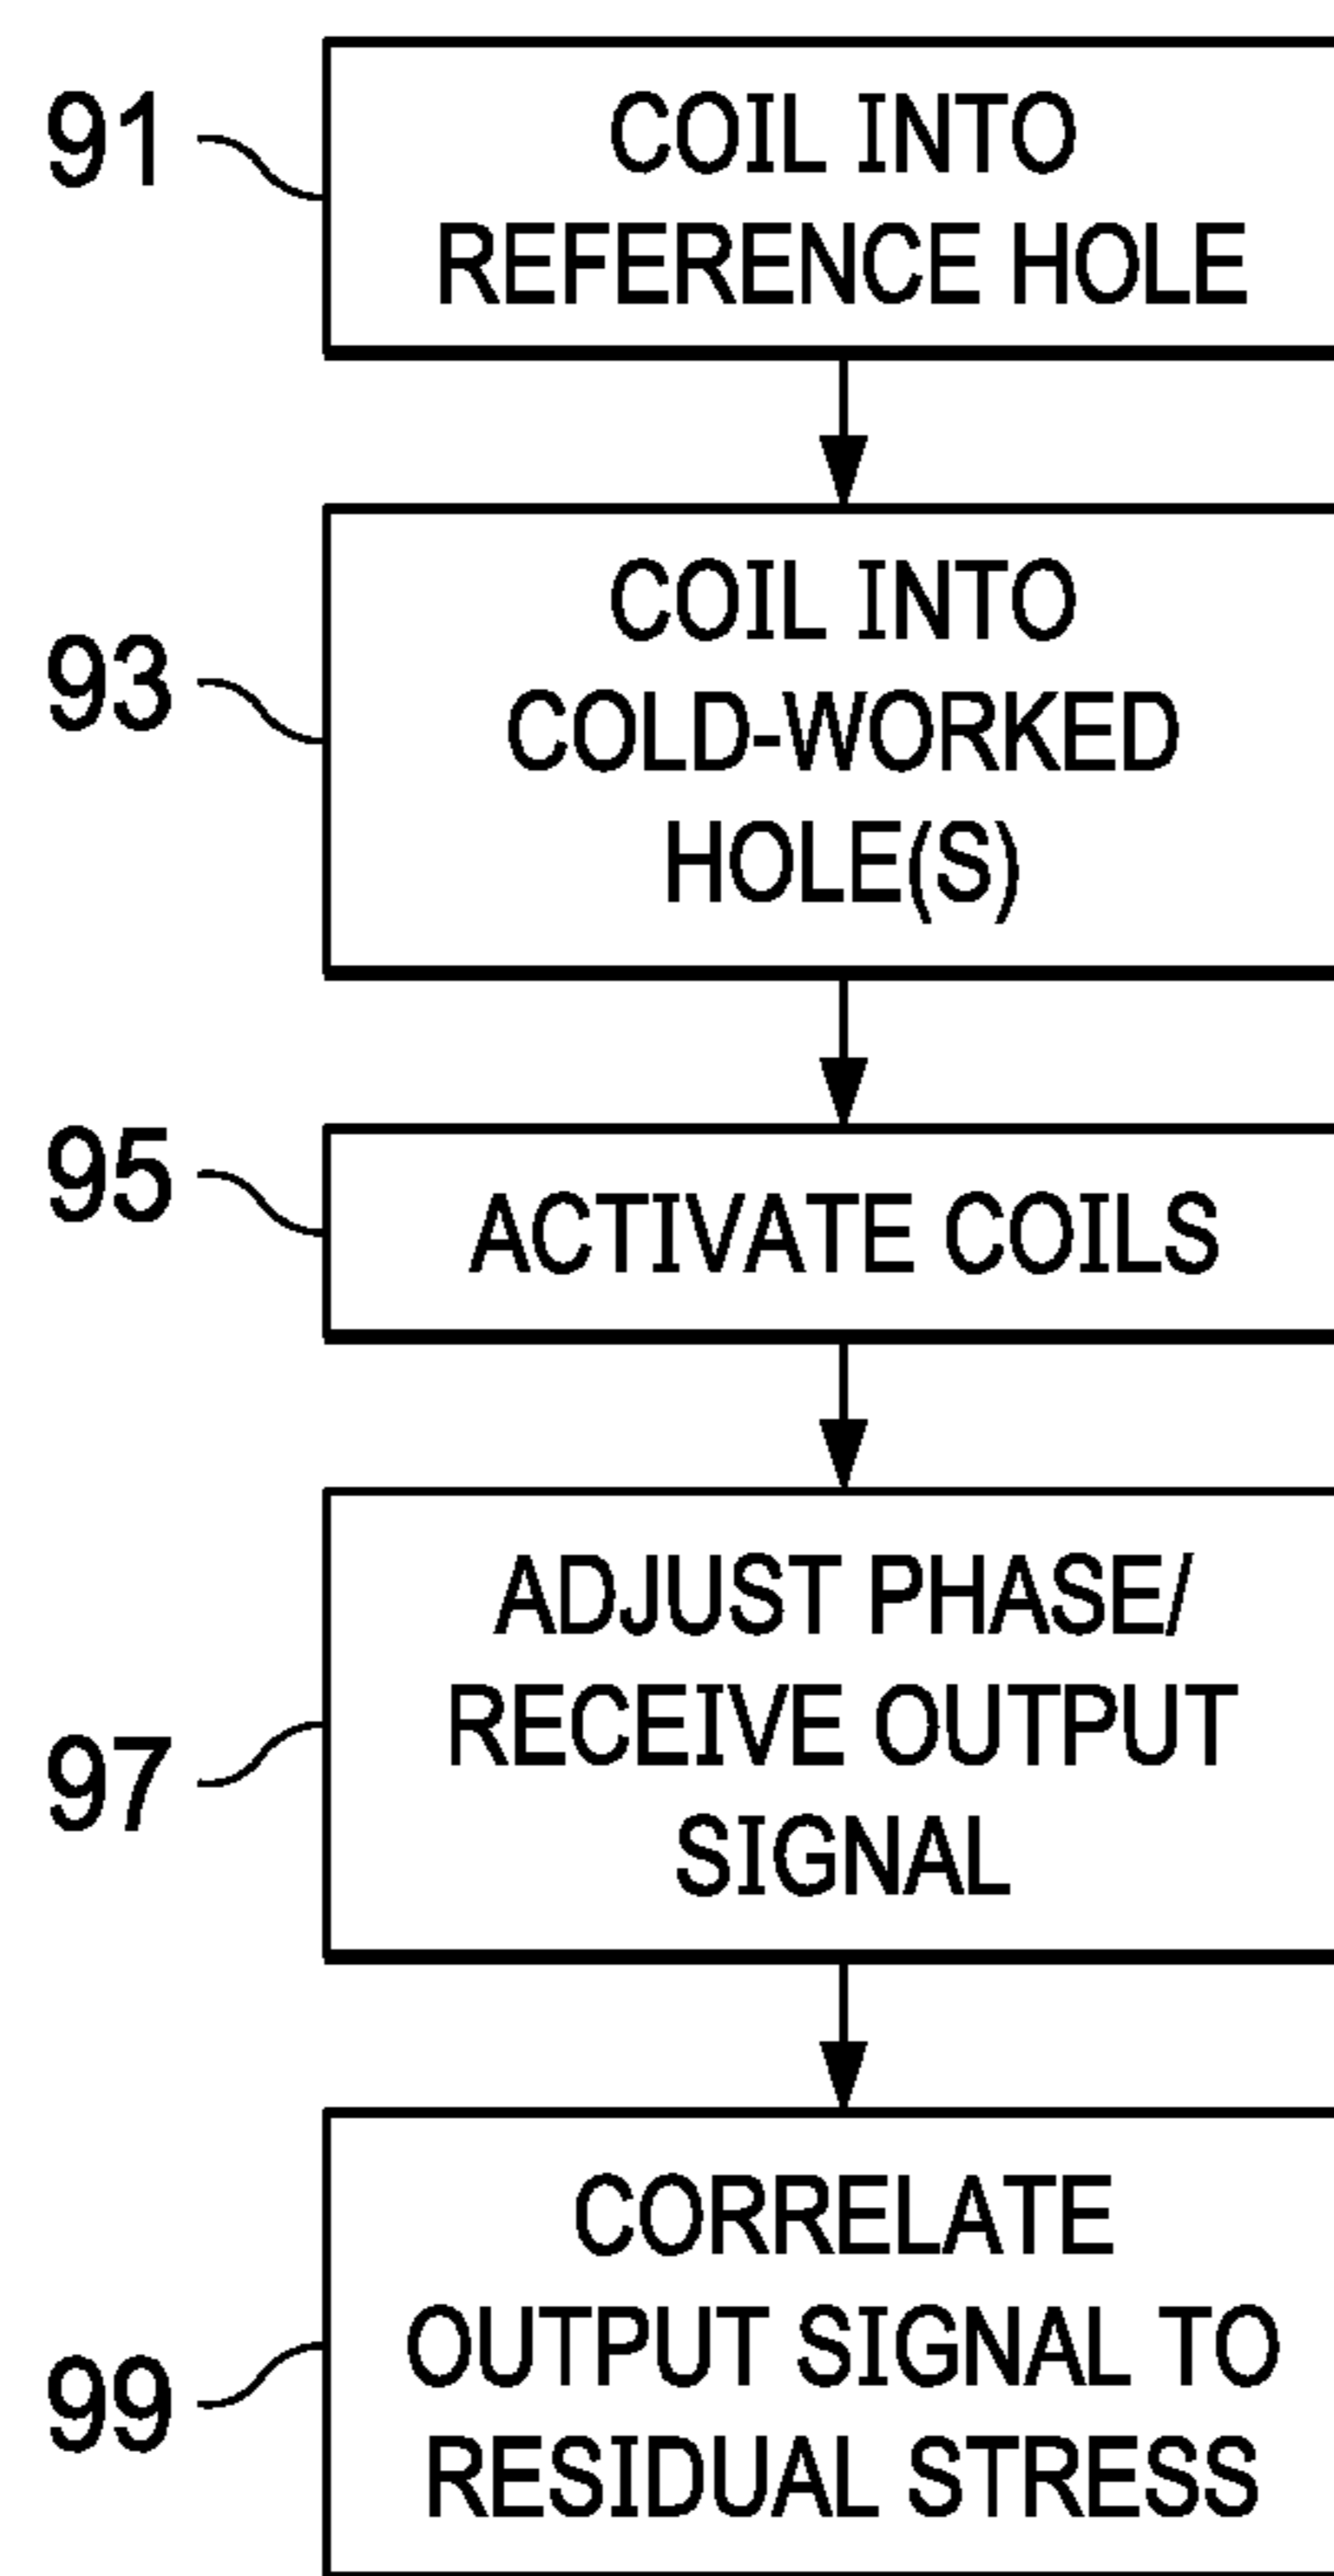 91
COIL INTO
REFERENCE HOLE
93
COIL INTO
COLD-WORKED
HOLE(S)
95
ACTIVATE COILS
97
ADJUST PHASE/
RECEIVE OUTPUT
SIGNAL
99
CORRELATE
OUTPUT SIGNAL TO
RESIDUAL STRESS